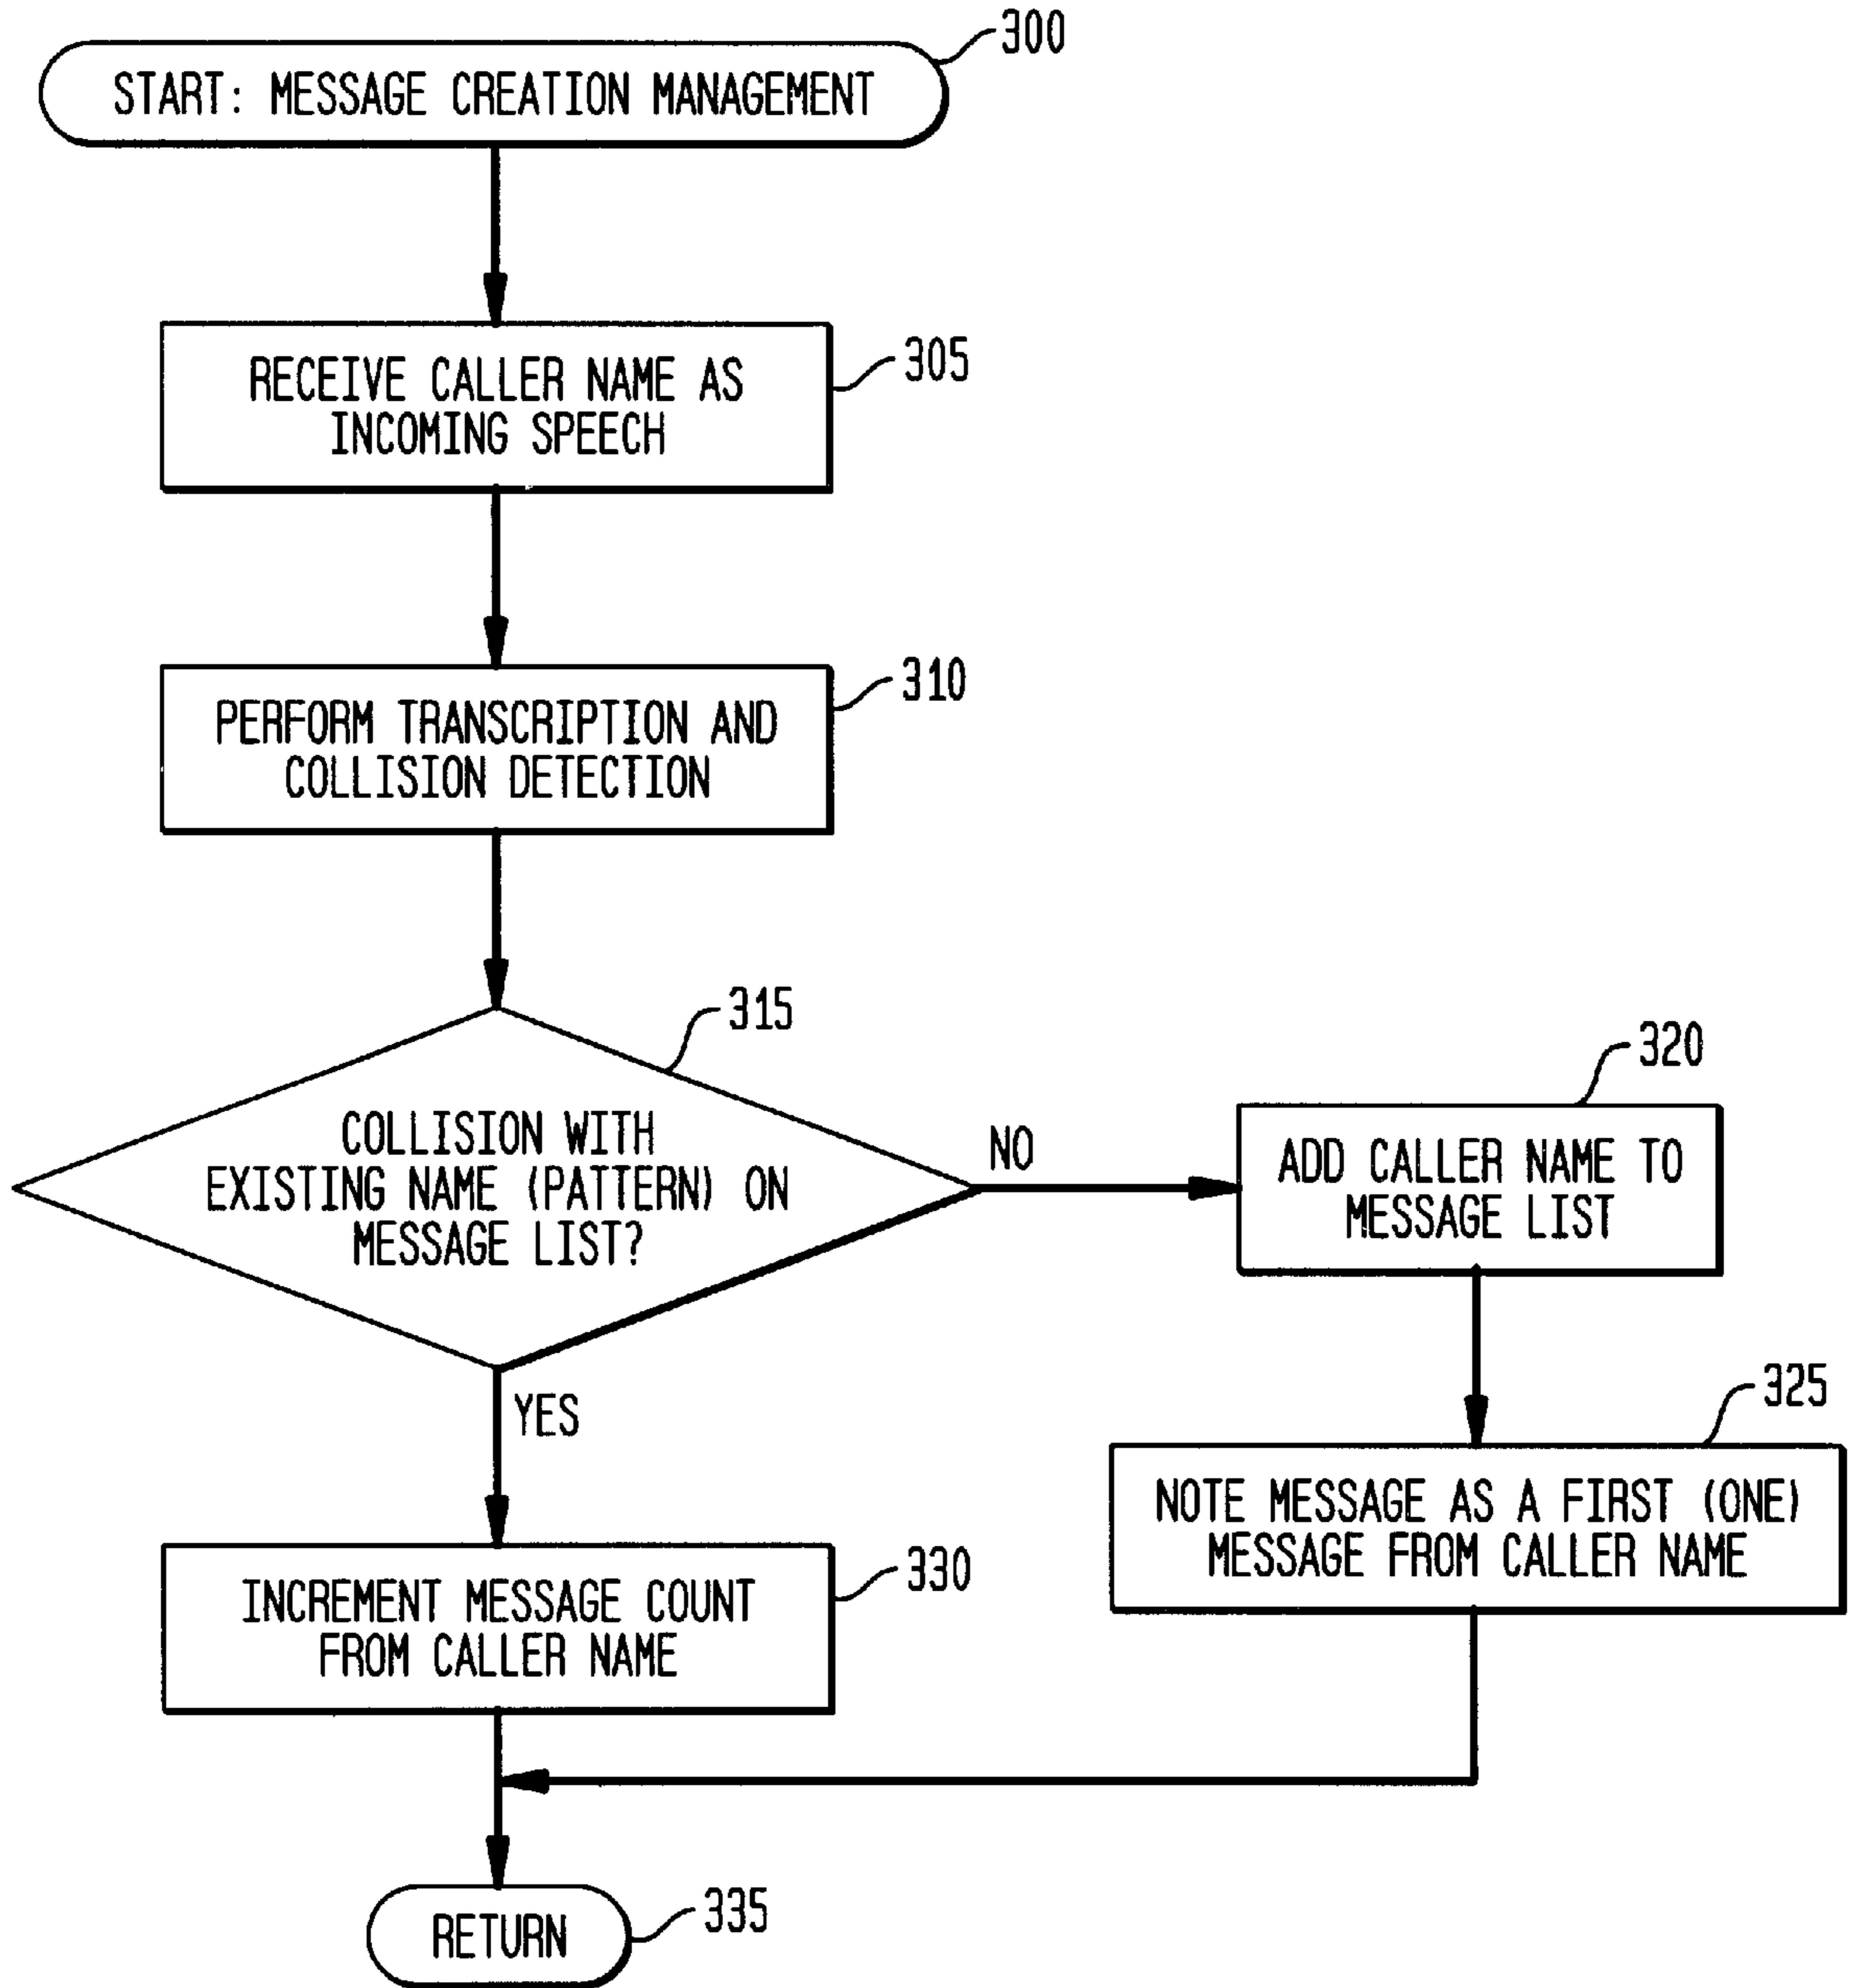 300
START: MESSAGE CREATION MANAGEMENT
305
RECEIVE CALLER NAME AS
INCOMING SPEECH
310
PERFORM TRANSCRIPTION AND
COLLISION DETECTION
315
COLLISION WITH
EXISTING NAME (PATTERN) ON
MESSAGE LIST?
NO
320
ADD CALLER NAME TO
MESSAGE LIST
325
NOTE MESSAGE AS A FIRST (ONE)
MESSAGE FROM CALLER NAME
YES
330
INCREMENT MESSAGE COUNT
FROM CALLER NAME
RETURN
335